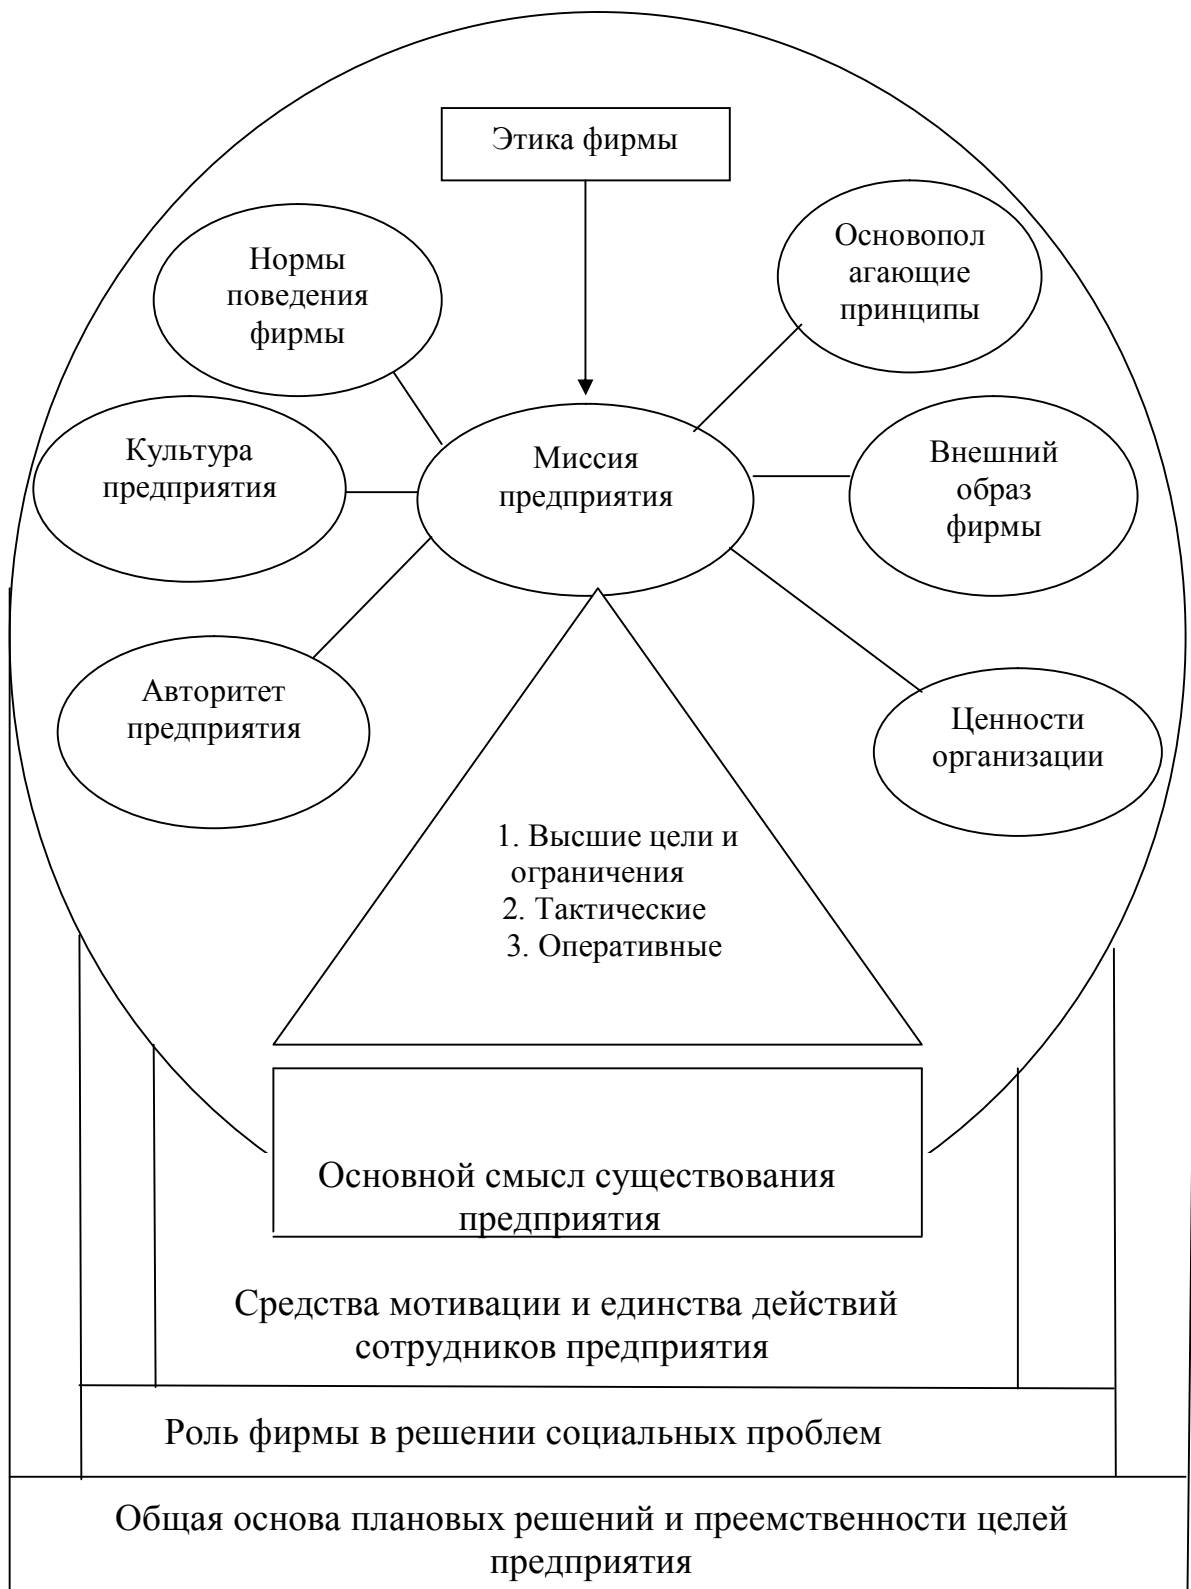 Этика фирмы
Нормы
поведения
фирмы
Основопол
агающие
принципы
Культура
предприятия
Миссия
предприятия
Внешний
образ
фирмы
Авторитет
предприятия
Ценности
организации
1. Высшие цели и
ограничения
2. Тактические
3. Оперативные
Основной смысл существования
предприятия
Средства мотивации и единства действий
сотрудников предприятия
Роль фирмы в решении социальных проблем
Общая основа плановых решений и преемственности целей
предприятия